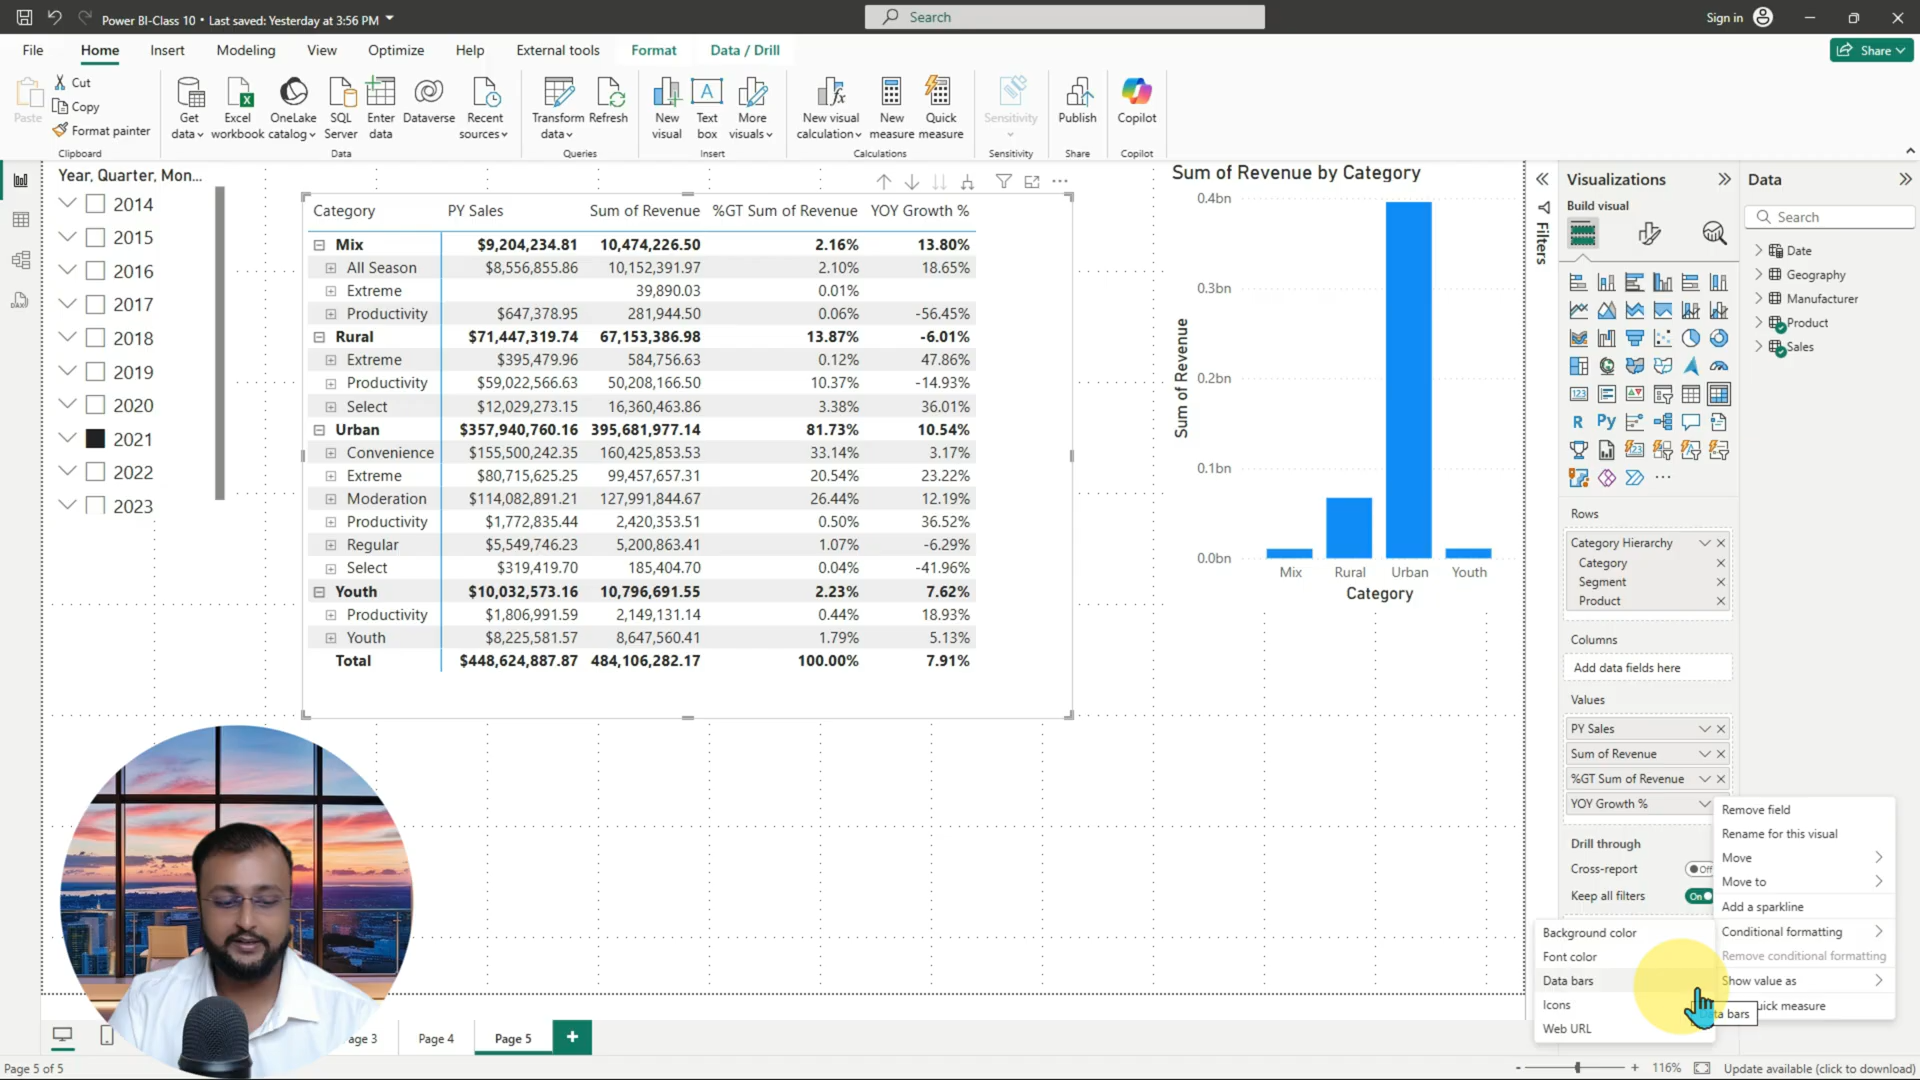 Power BI-Class 10 • Last saved: Yesterday at 3:56 PM
Search
Sign in
File Home Insert Modeling View Optimize Help External tools Format Data / Drill
Share
Paste
Cut
Copy
Format painter
Clipboard
Get data
Excel workbook
OneLake catalog
SQL Server
Enter data
Dataverse
Recent sources
Data
Transform data
Refresh
Queries
New visual
Text box
More visuals
Insert
New visual calculation
New measure
Quick measure
Calculations
Sensitivity
Sensitivity
Publish
Share
Copilot
Copilot
Year, Quarter, Mon...
2014
2015
2016
2017
2018
2019
2020
2021
2022
2023
Category PY Sales Sum of Revenue %GT Sum of Revenue YOY Growth %
Mix $9,204,234.81 10,474,226.50 2.16% 13.80%
All Season $8,556,855.86 10,152,391.97 2.10% 18.65%
Extreme 39,890.03 0.01%
Productivity $647,378.95 281,944.50 0.06% -56.45%
Rural $71,447,319.74 67,153,386.98 13.87% -6.01%
Extreme $395,479.96 584,756.63 0.12% 47.86%
Productivity $59,022,566.63 50,208,166.50 10.37% -14.93%
Select $12,029,273.15 16,360,463.86 3.38% 36.01%
Urban $357,940,760.16 395,681,977.14 81.73% 10.54%
Convenience $155,500,242.35 160,425,853.53 33.14% 3.17%
Extreme $80,715,625.25 99,457,657.31 20.54% 23.22%
Moderation $114,082,891.21 127,991,844.67 26.44% 12.19%
Productivity $1,772,835.44 2,420,353.51 0.50% 36.52%
Regular $5,549,746.23 5,200,863.41 1.07% -6.29%
Select $319,419.70 185,404.70 0.04% -41.96%
Youth $10,032,573.16 10,796,691.55 2.23% 7.62%
Productivity $1,806,991.59 2,149,131.14 0.44% 18.93%
Youth $8,225,581.57 8,647,560.41 1.79% 5.13%
Total $448,624,887.87 484,106,282.17 100.00% 7.91%
Sum of Revenue by Category
0.4bn
0.3bn
0.2bn
0.1bn
0.0bn
Sum of Revenue
Mix Rural Urban Youth
Category
Filters
Visualizations
Build visual
R Py
123
Rows
Category Hierarchy
Category
Segment
Product
Columns
Add data fields here
Values
PY Sales
Sum of Revenue
%GT Sum of Revenue
YOY Growth %
Drill through
Cross-report Off
Keep all filters On
Data
Search
Date
Geography
Manufacturer
Product
Sales
Remove field
Rename for this visual
Move
Move to
Add a sparkline
Conditional formatting
Remove conditional formatting
Show value as
Background color
Font color
Data bars
Icons
Web URL
Page 4
Page 5
Page 5 of 5
- + 116%
Update available (click to download)